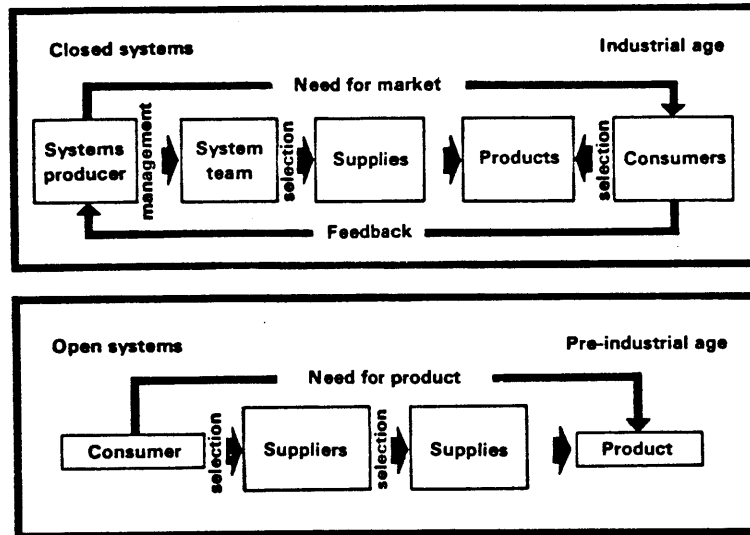 Closed systems
Industrial age
Need for market
Systems
producer
management
System
team
selection
Supplies
Products
selection
Consumers
Feedback
Open systems
Pre-industrial age
Need for product
Consumer
selection
Suppliers
selection
Supplies
Product